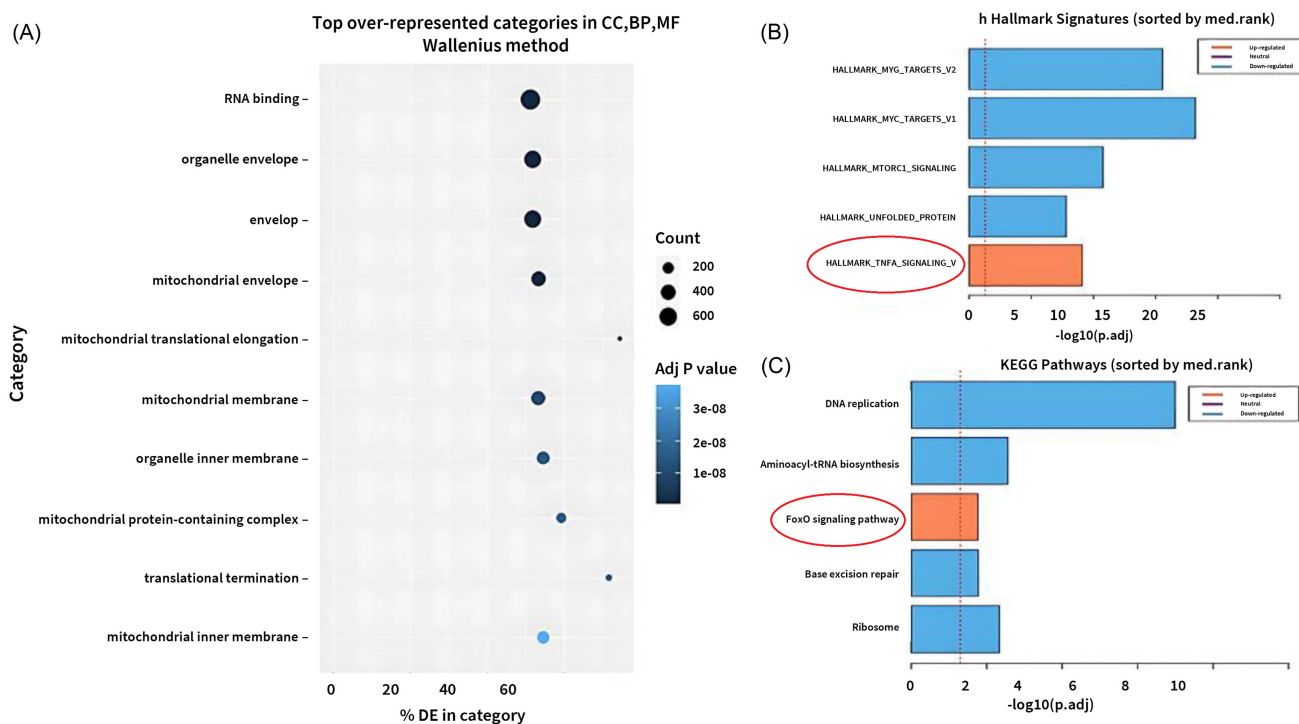 (A)
Top over-represented categories in CC,BP,MF
Wallenius method
Category
RNA binding
organelle envelope
envelop
mitochondrial envelope
mitochondrial translational elongation
mitochondrial membrane
organelle inner membrane
mitochondrial protein-containing complex
translational termination
mitochondrial inner membrane
0 20 40 60
% DE in category
Count
200
400
600
Adj P value
3e-08
2e-08
1e-08
(B)
h Hallmark Signatures (sorted by med.rank)
Up-regulated
Neutral
Down-regulated
HALLMARK_MYG_TARGETS_V2
HALLMARK_MYC_TARGETS_V1
HALLMARK_MTORC1_SIGNALING
HALLMARK_UNFOLDED_PROTEIN
HALLMARK_TNFA_SIGNALING_V
0 5 10 15 20 25
-log10(p.adj)
(C)
KEGG Pathways (sorted by med.rank)
Up-regulated
Neutral
Down-regulated
DNA replication
Aminoacyl-tRNA biosynthesis
FoxO signaling pathway
Base excision repair
Ribosome
0 2 4 6 8 10
-log10(p.adj)